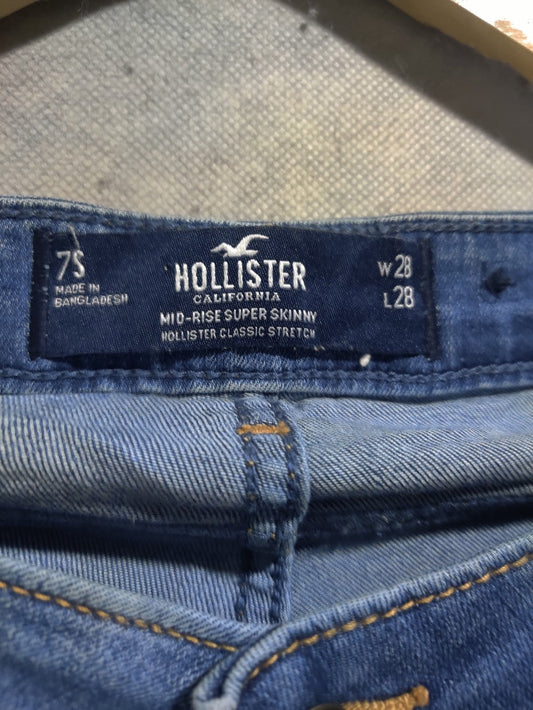 7S
MADE IN
BANGLADESH
HOLLISTER
CALIFORNIA
MID-RISE SUPER SKINNY
HOLLISTER CLASSIC STRETCH
W28
L28